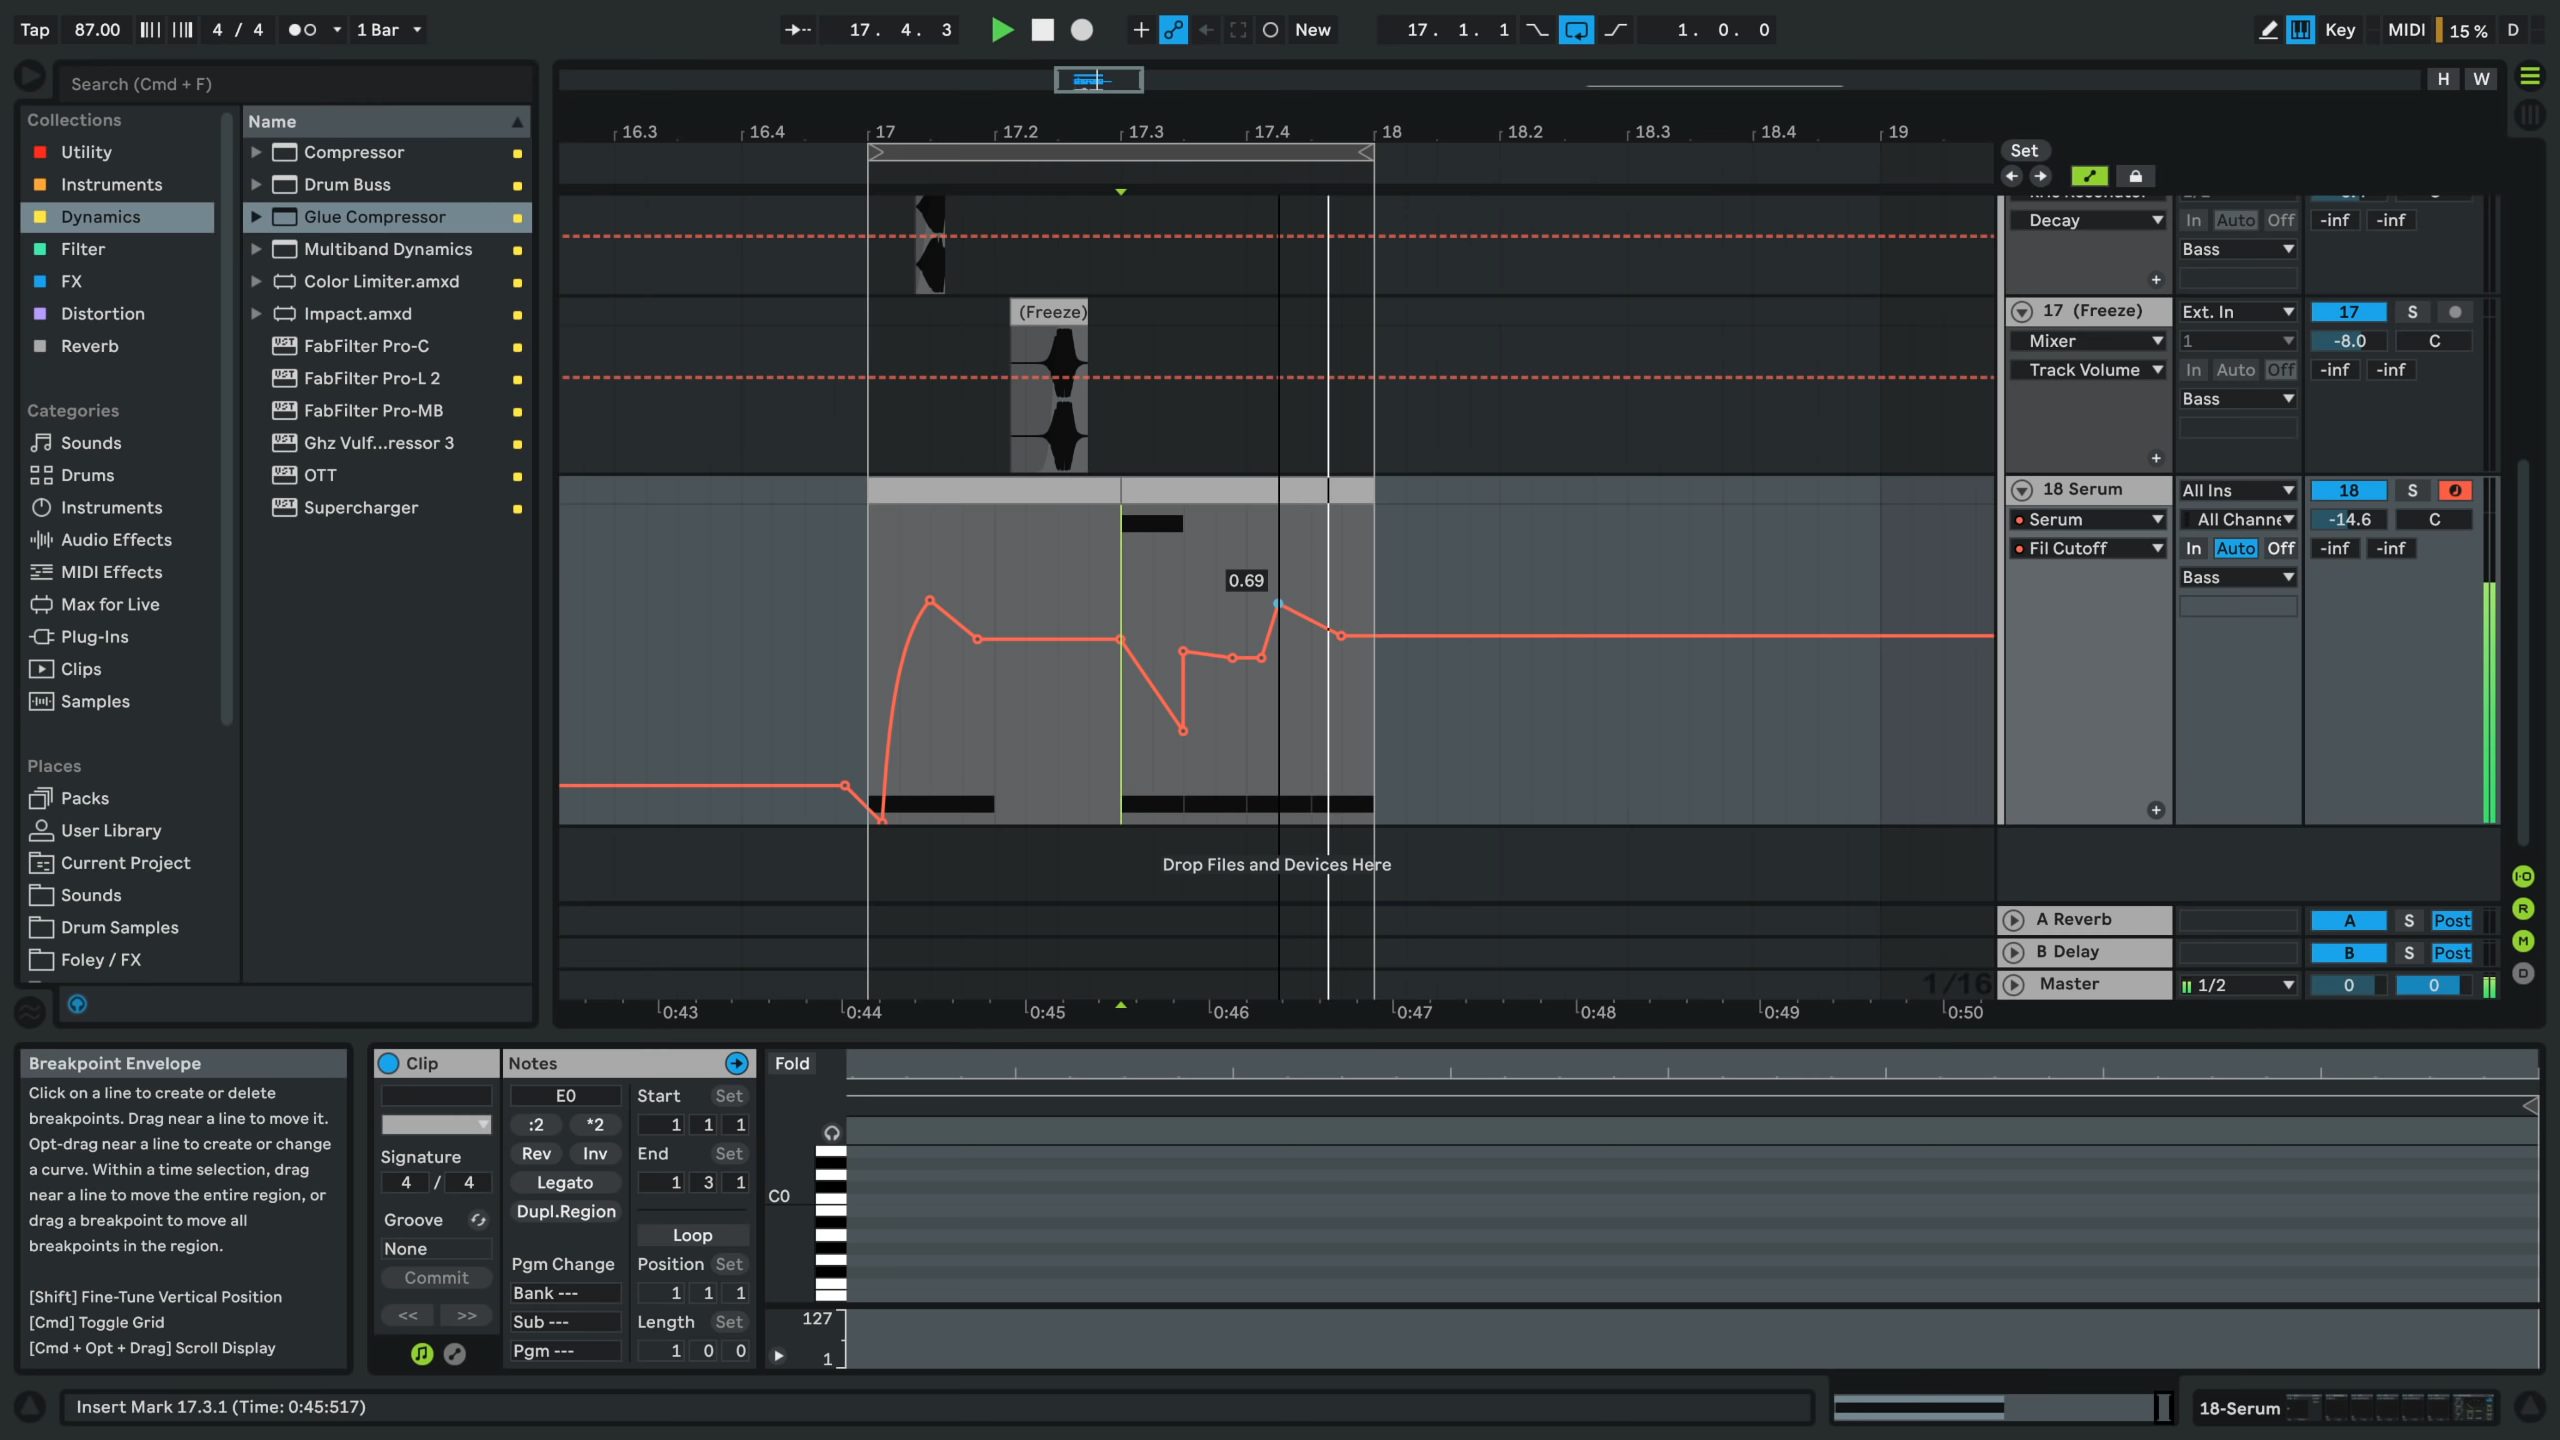 Tap 87.00 4 / 4 1 Bar 17. 4. 3 New 17. 1. 1 1. 0. 0 Key MIDI 15 % D
Search (Cmd + F)
H W
Collections
Utility
Instruments
Dynamics
Filter
FX
Distortion
Reverb
Categories
Sounds
Drums
Instruments
Audio Effects
MIDI Effects
Max for Live
Plug-Ins
Clips
Samples
Places
Packs
User Library
Current Project
Sounds
Drum Samples
Foley / FX
Name
Compressor
Drum Buss
Glue Compressor
Multiband Dynamics
Color Limiter.amxd
Impact.amxd
FabFilter Pro-C
FabFilter Pro-L 2
FabFilter Pro-MB
Ghz Vulf...ressor 3
OTT
Supercharger
16.3 16.4 17 17.2 17.3 17.4 18 18.2 18.3 18.4 19
Set
(Freeze)
0.69
Drop Files and Devices Here
1/16
0:43 0:44 0:45 0:46 0:47 0:48 0:49 0:50
Decay In Auto Off -inf -inf
Bass
17 (Freeze) Ext. In 17 S
Mixer 1 -8.0 C
Track Volume In Auto Off -inf -inf
Bass
18 Serum All Ins 18 S
Serum All Channe -14.6 C
Fil Cutoff In Auto Off -inf -inf
Bass
A Reverb A S Post
B Delay B S Post
Master 1/2 0 0
I·O
R
M
D
Breakpoint Envelope
Click on a line to create or delete
breakpoints. Drag near a line to move it.
Opt-drag near a line to create or change
a curve. Within a time selection, drag
near a line to move the entire region, or
drag a breakpoint to move all
breakpoints in the region.
[Shift] Fine-Tune Vertical Position
[Cmd] Toggle Grid
[Cmd + Opt + Drag] Scroll Display
Clip
Signature
4 / 4
Groove
None
Commit
<< >>
Notes
E0
:2 *2
Rev Inv
Legato
Dupl.Region
Pgm Change
Bank ---
Sub ---
Pgm ---
Start Set
1 1 1
End Set
1 3 1
Loop
Position Set
1 1 1
Length Set
1 0 0
Fold
C0
127
1
Insert Mark 17.3.1 (Time: 0:45:517)
18-Serum